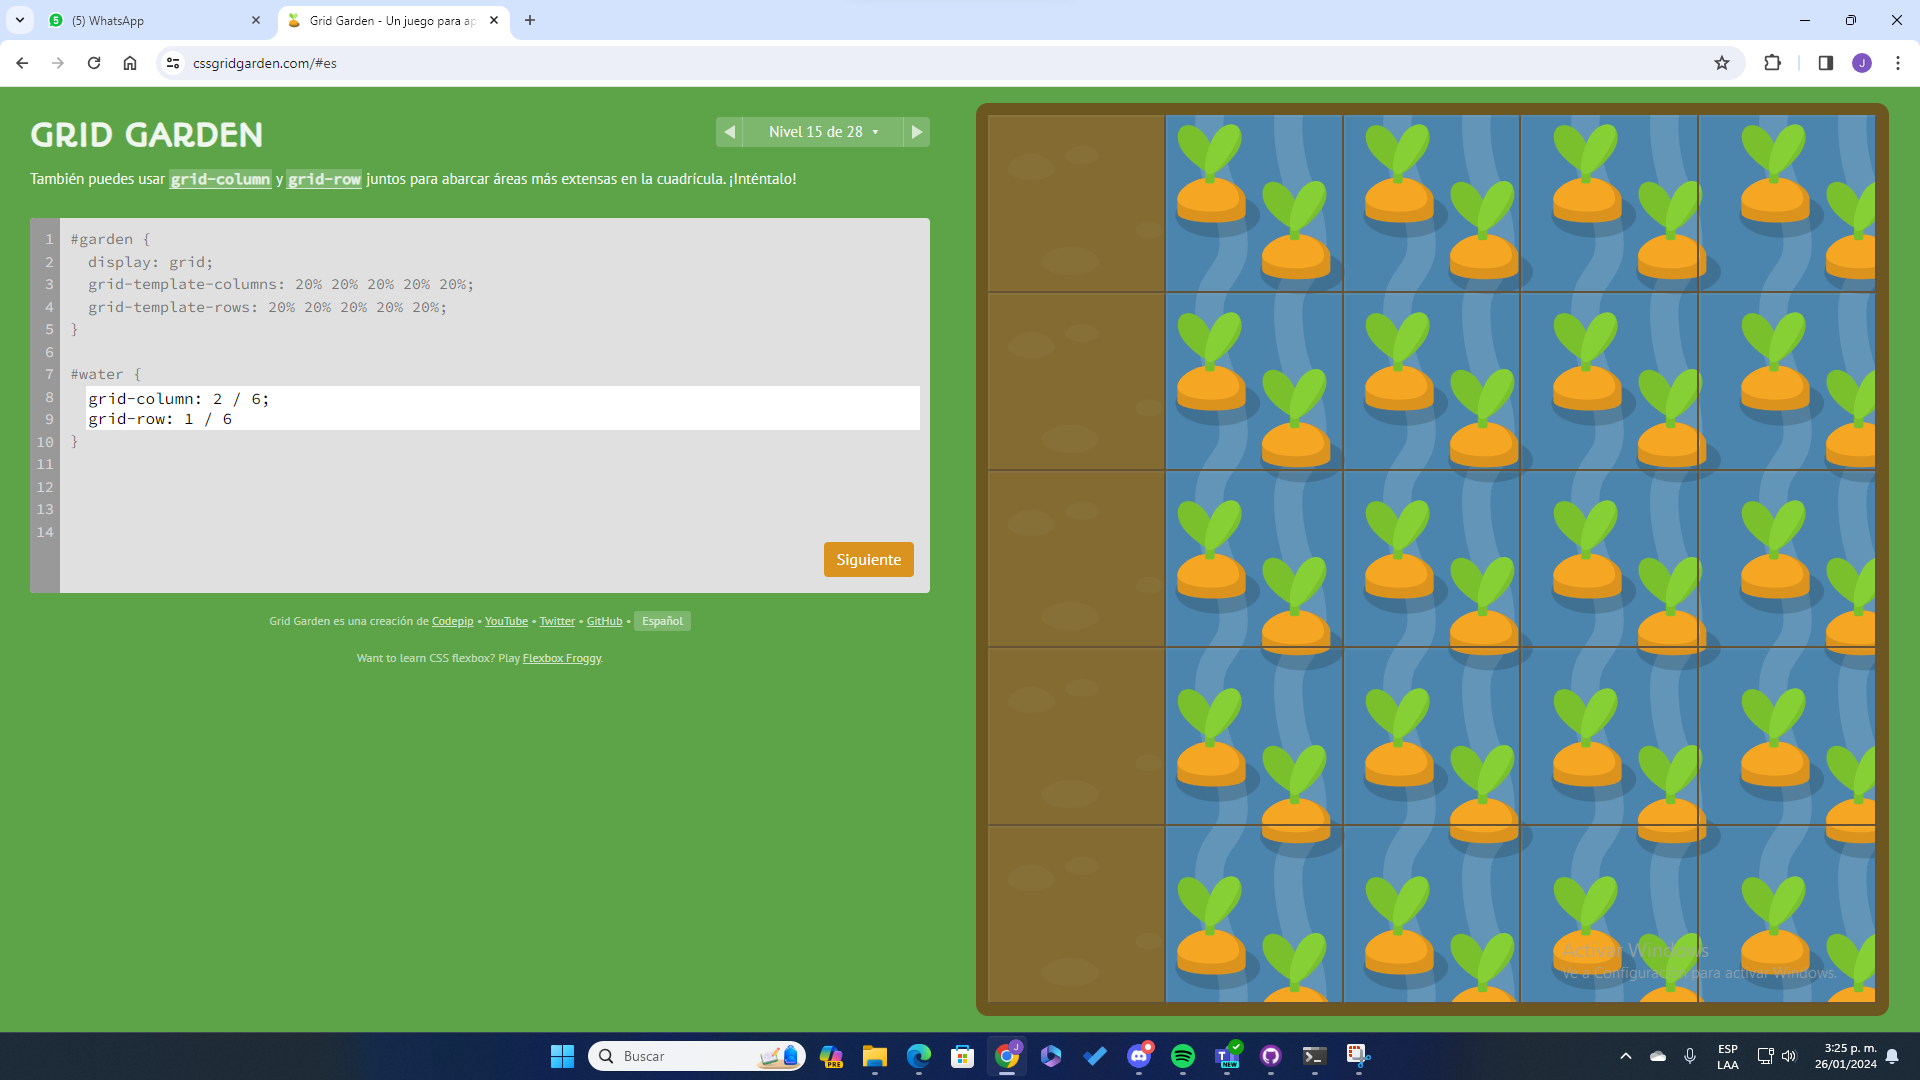 (5) WhatsApp
Grid Garden - Un juego para ap
cssgridgarden.com/#es
J
GRID GARDEN
Nivel 15 de 28
También puedes usar grid-column y grid-row juntos para abarcar áreas más extensas en la cuadrícula. ¡Inténtalo!
1 #garden {
2 display: grid;
3 grid-template-columns: 20% 20% 20% 20% 20%;
4 grid-template-rows: 20% 20% 20% 20% 20%;
5 }
6
7 #water {
8 grid-column: 2 / 6;
9 grid-row: 1 / 6
10 }
11
12
13
14
Siguiente
Grid Garden es una creación de Codepip • YouTube • Twitter • GitHub • Español
Want to learn CSS flexbox? Play Flexbox Froggy.
Activar Windows
Ve a Configuración para activar Windows.
Buscar
PRE
J
NEW
ESP
LAA
3:25 p. m.
26/01/2024